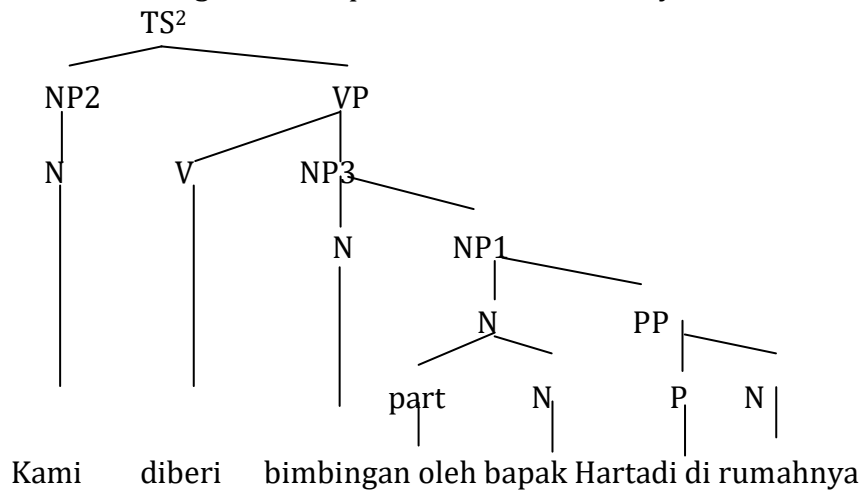 TS²
NP2 VP
N V NP3
N NP1
N PP
part N P N
Kami diberi bimbingan oleh bapak Hartadi di rumahnya